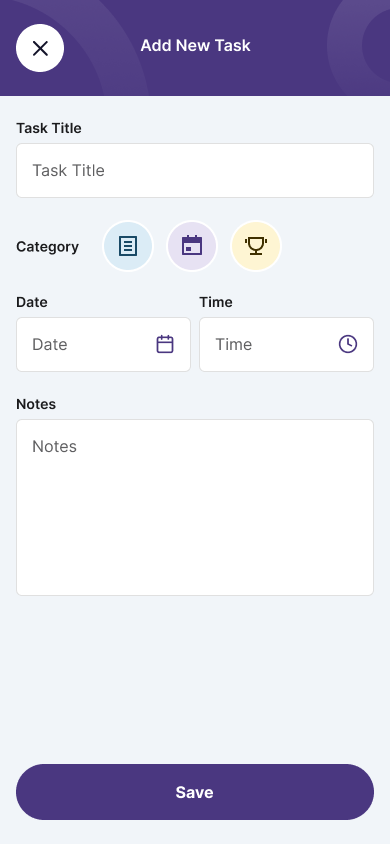 Add New Task
Task Title
Task Title
Category
Date
Time
Date
Time
Notes
Notes
Save